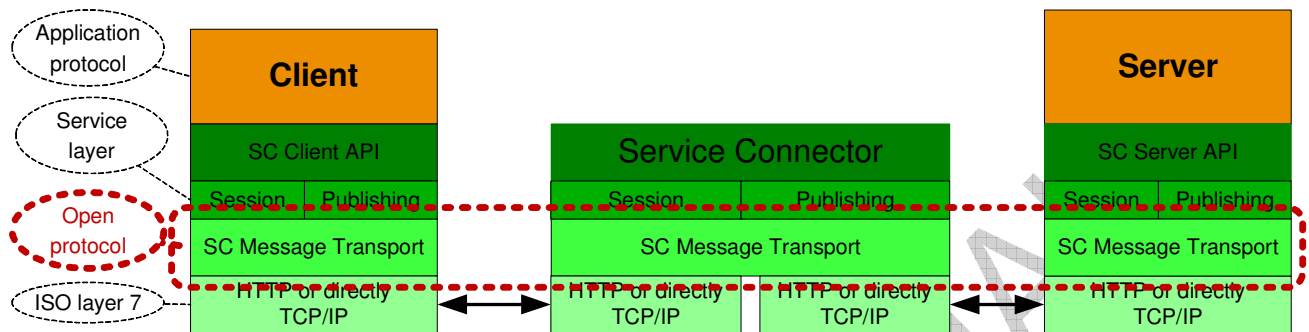 Application
protocol
Service
layer
Open
protocol
ISO layer 7
Client
SC Client API
Session
Publishing
SC Message Transport
HTTP or directly
TCP/IP
Service Connector
Session
Publishing
SC Message Transport
HTTP or directly
TCP/IP
HTTP or directly
TCP/IP
Server
SC Server API
Session
Publishing
SC Message Transport
HTTP or directly
TCP/IP